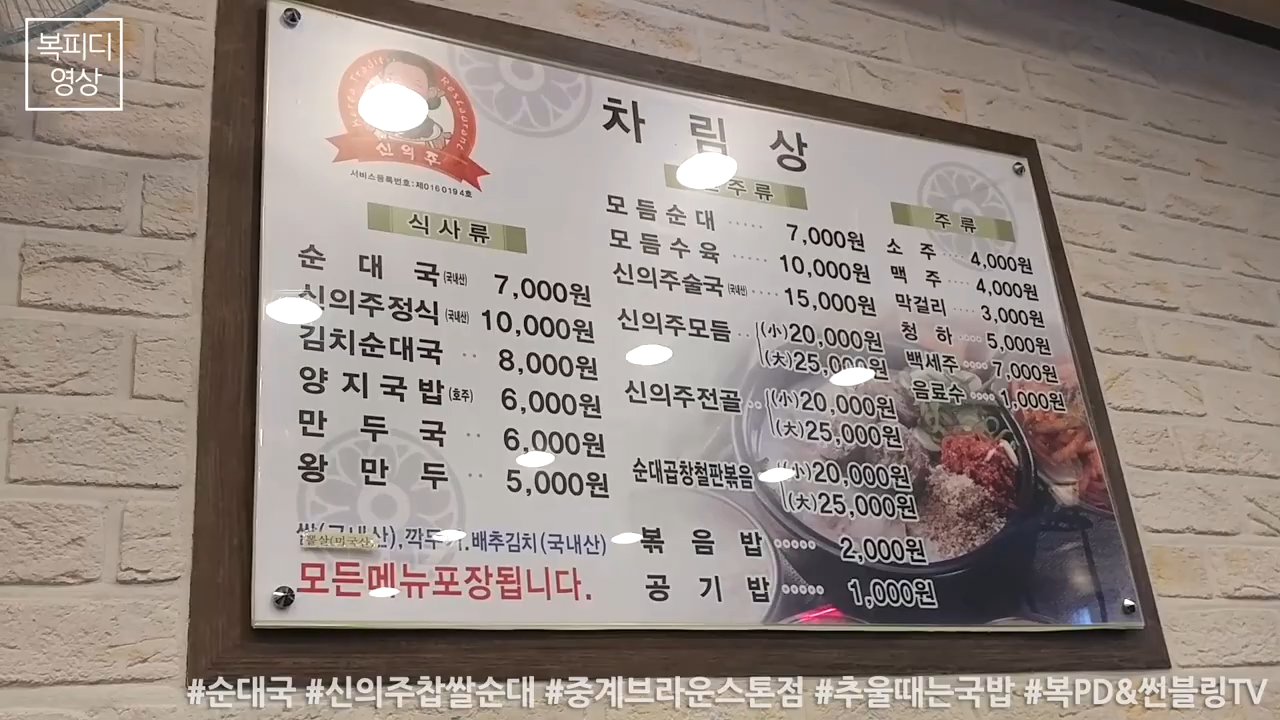 복피디
영상
Korea Traditi Restaurant
신의주
서비스등록번호:제016 0194호
차림상
식사류
순대국(국내산) 7,000원
신의주정식(국내산) 10,000원
김치순대국 ·· 8,000원
양지국밥(호주) 6,000원
만두국 ·· 6,000원
왕만두 ·· 5,000원
주류
모듬순대 ····· 7,000원
모듬수육 ····· 10,000원
신의주술국(국내산) ···· 15,000원
신의주모듬 ·· (小)20,000원
(大)25,000원
신의주전골 ·· (小)20,000원
(大)25,000원
순대곱창철판볶음 (小)20,000원
(大)25,000원
볶음밥 ····· 2,000원
공기밥 ····· 1,000원
주류
소주 ··· 4,000원
맥주 ···· 4,000원
막걸리 ···· 3,000원
청하 ···· 5,000원
백세주 ···· 7,000원
음료수 ···· 1,000원
배추김치(국내산)
모든메뉴포장됩니다.
#순대국 #신의주찹쌀순대 #중계브라운스톤점 #추울때는국밥 #복PD&썬블링TV